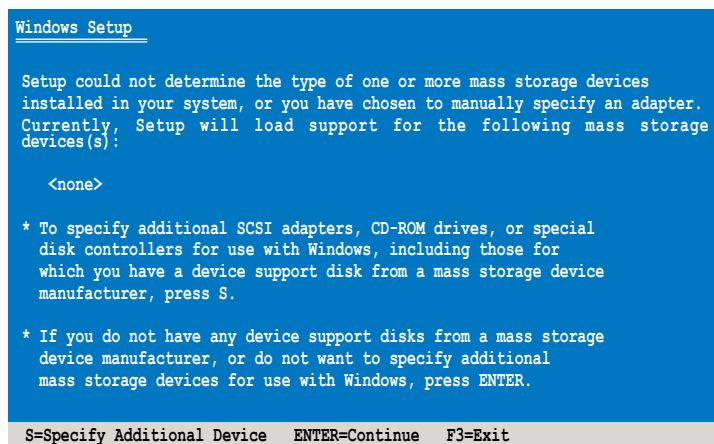 Windows Setup
Setup could not determine the type of one or more mass storage devices
installed in your system, or you have chosen to manually specify an adapter.
Currently, Setup will load support for the following mass storage
devices(s):
<none>
* To specify additional SCSI adapters, CD-ROM drives, or special
disk controllers for use with Windows, including those for
which you have a device support disk from a mass storage device
manufacturer, press S.
* If you do not have any device support disks from a mass storage
device manufacturer, or do not want to specify additional
mass storage devices for use with Windows, press ENTER.
S=Specify Additional Device ENTER=Continue F3=Exit